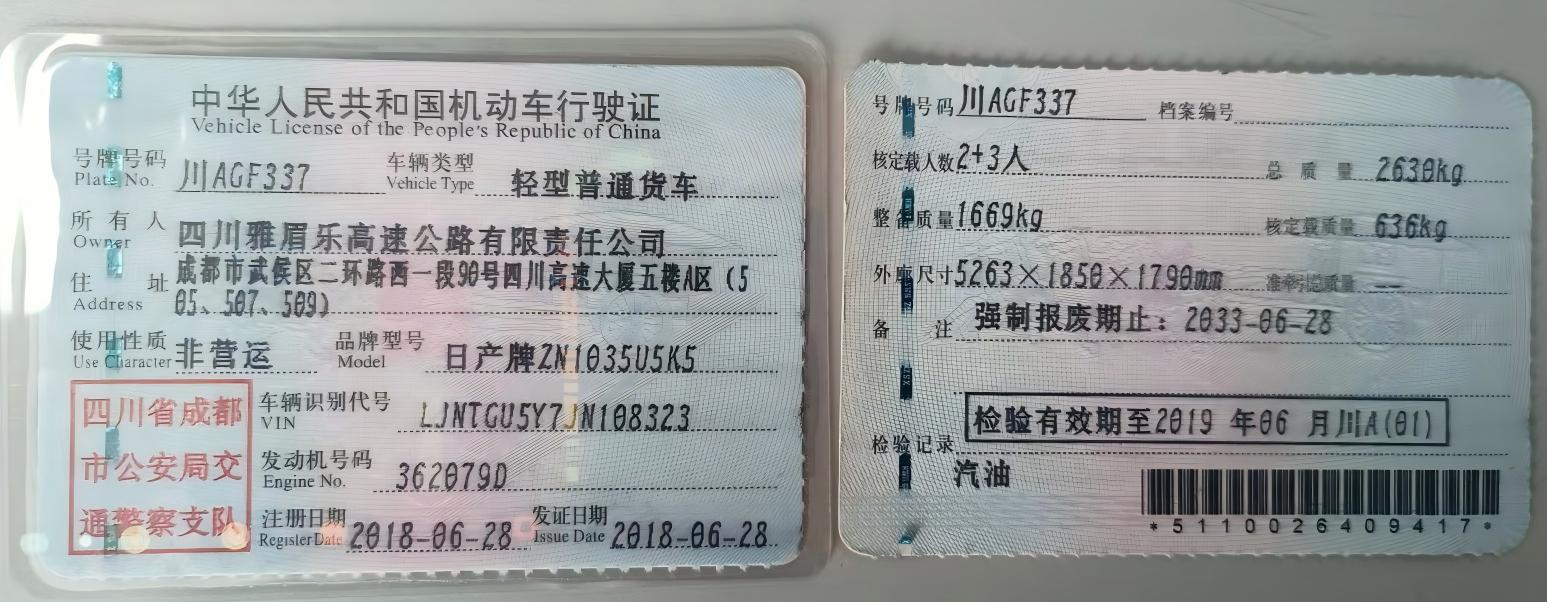 中华人民共和国机动车行驶证
Vehicle License of the People's Republic of China
号牌号码 川AGF337 车辆类型 轻型普通货车
Plate No. Vehicle Type
所有人 四川雅眉乐高速公路有限责任公司
Owner
住址 成都市武侯区二环路西一段90号四川高速大厦五楼A区（5
Address 05、507、509）
使用性质 非营运 品牌型号 日产牌ZN1035U5K5
Use Character Model
四川省成都
市公安局交
通警察支队
车辆识别代号 LJNTGU5Y7JN108323
VIN
发动机号码 362079D
Engine No.
注册日期 2018-06-28 发证日期 2018-06-28
Register Date Issue Date
号牌号码 川AGF337 档案编号
核定载人数 2+3人 总质量 2630kg
整备质量 1669kg 核定载质量 636kg
外廓尺寸 5263×1850×1790mm 准牵引总质量 --
备注 强制报废期止：2033-06-28
检验有效期至2019 年06 月川A(01)
检验记录
汽油
*5110026409417*